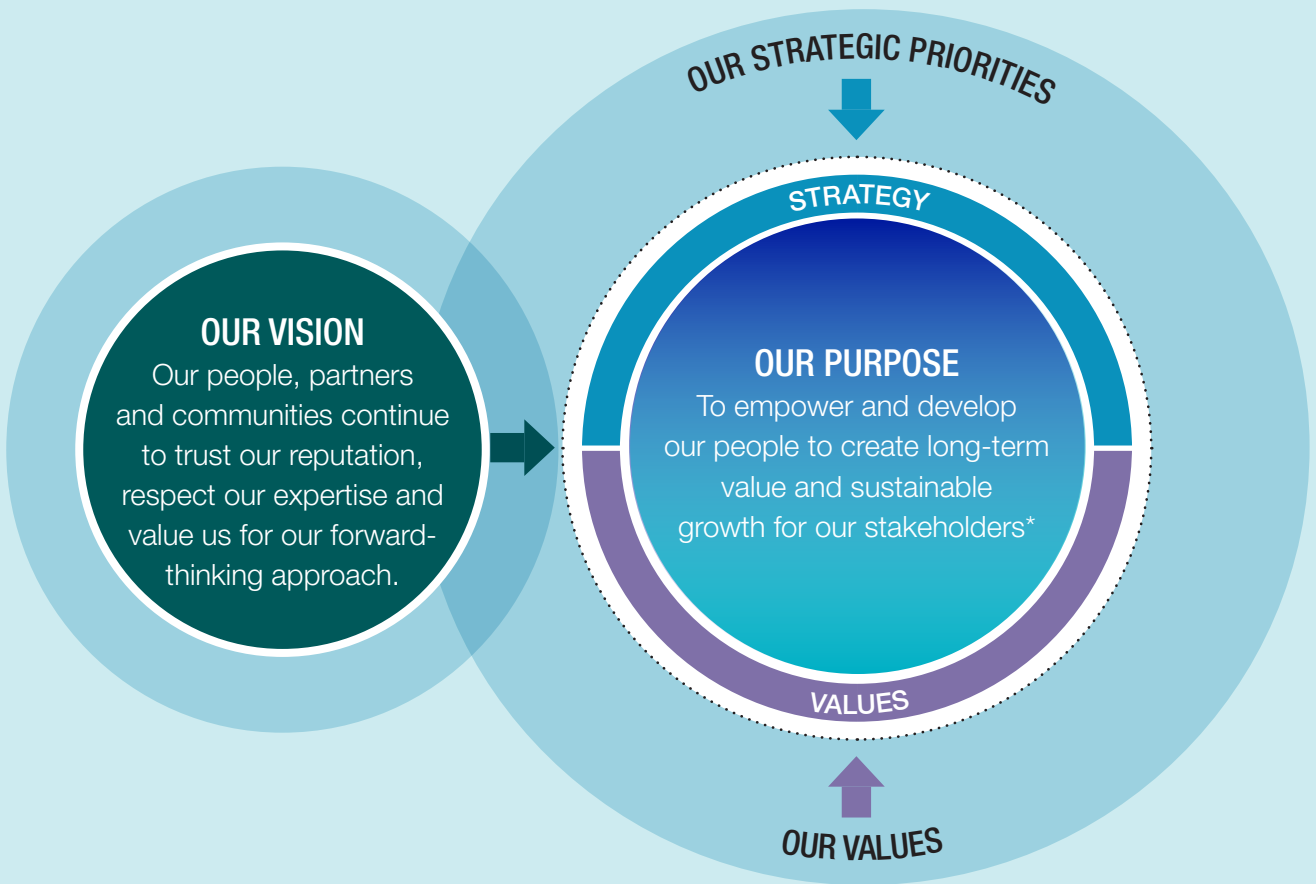 OUR STRATEGIC PRIORITIES
STRATEGY
OUR VISION
Our people, partners
and communities continue
to trust our reputation,
respect our expertise and
value us for our forward-
thinking approach.
OUR PURPOSE
To empower and develop
our people to create long-term
value and sustainable
growth for our stakeholders*
VALUES
OUR VALUES